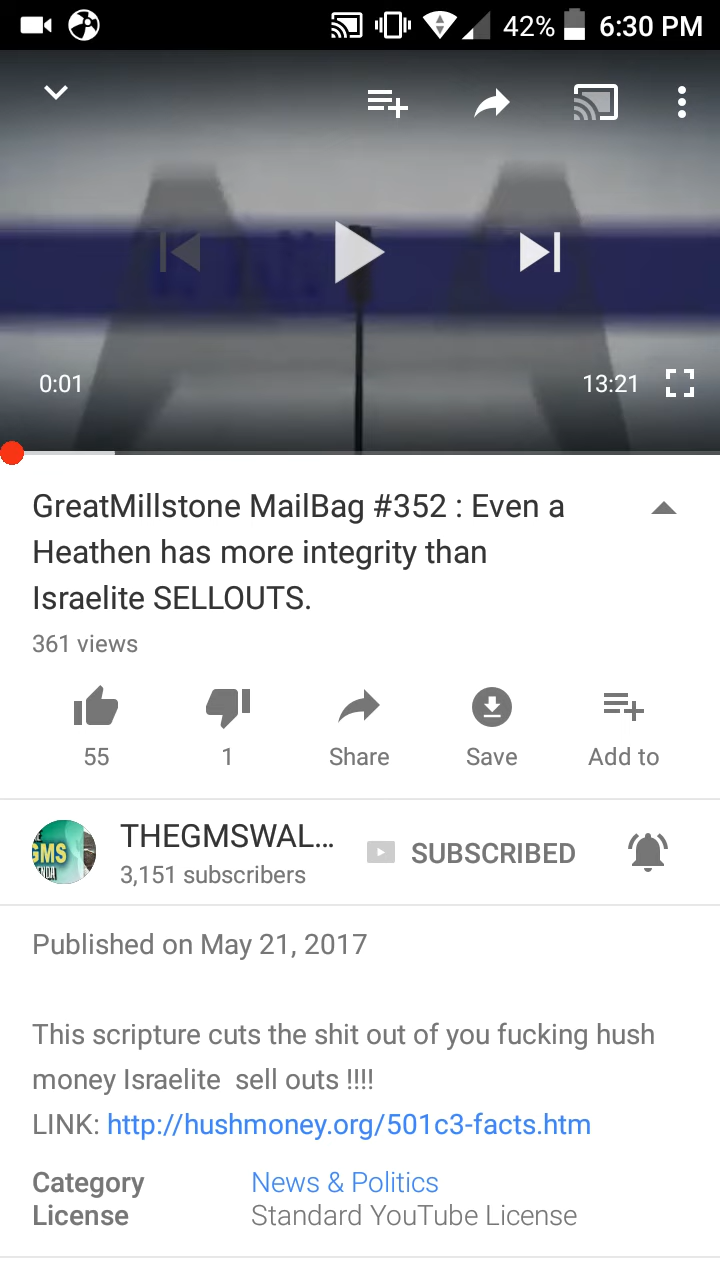 42% 6:30 PM
0:01 13:21
GreatMillstone MailBag #352 : Even a
Heathen has more integrity than
Israelite SELLOUTS.
361 views
55 1 Share Save Add to
GMS
THEGMSWAL... SUBSCRIBED
3,151 subscribers
Published on May 21, 2017
This scripture cuts the shit out of you fucking hush
money Israelite  sell outs !!!!
LINK: http://hushmoney.org/501c3-facts.htm
Category News & Politics
License Standard YouTube License